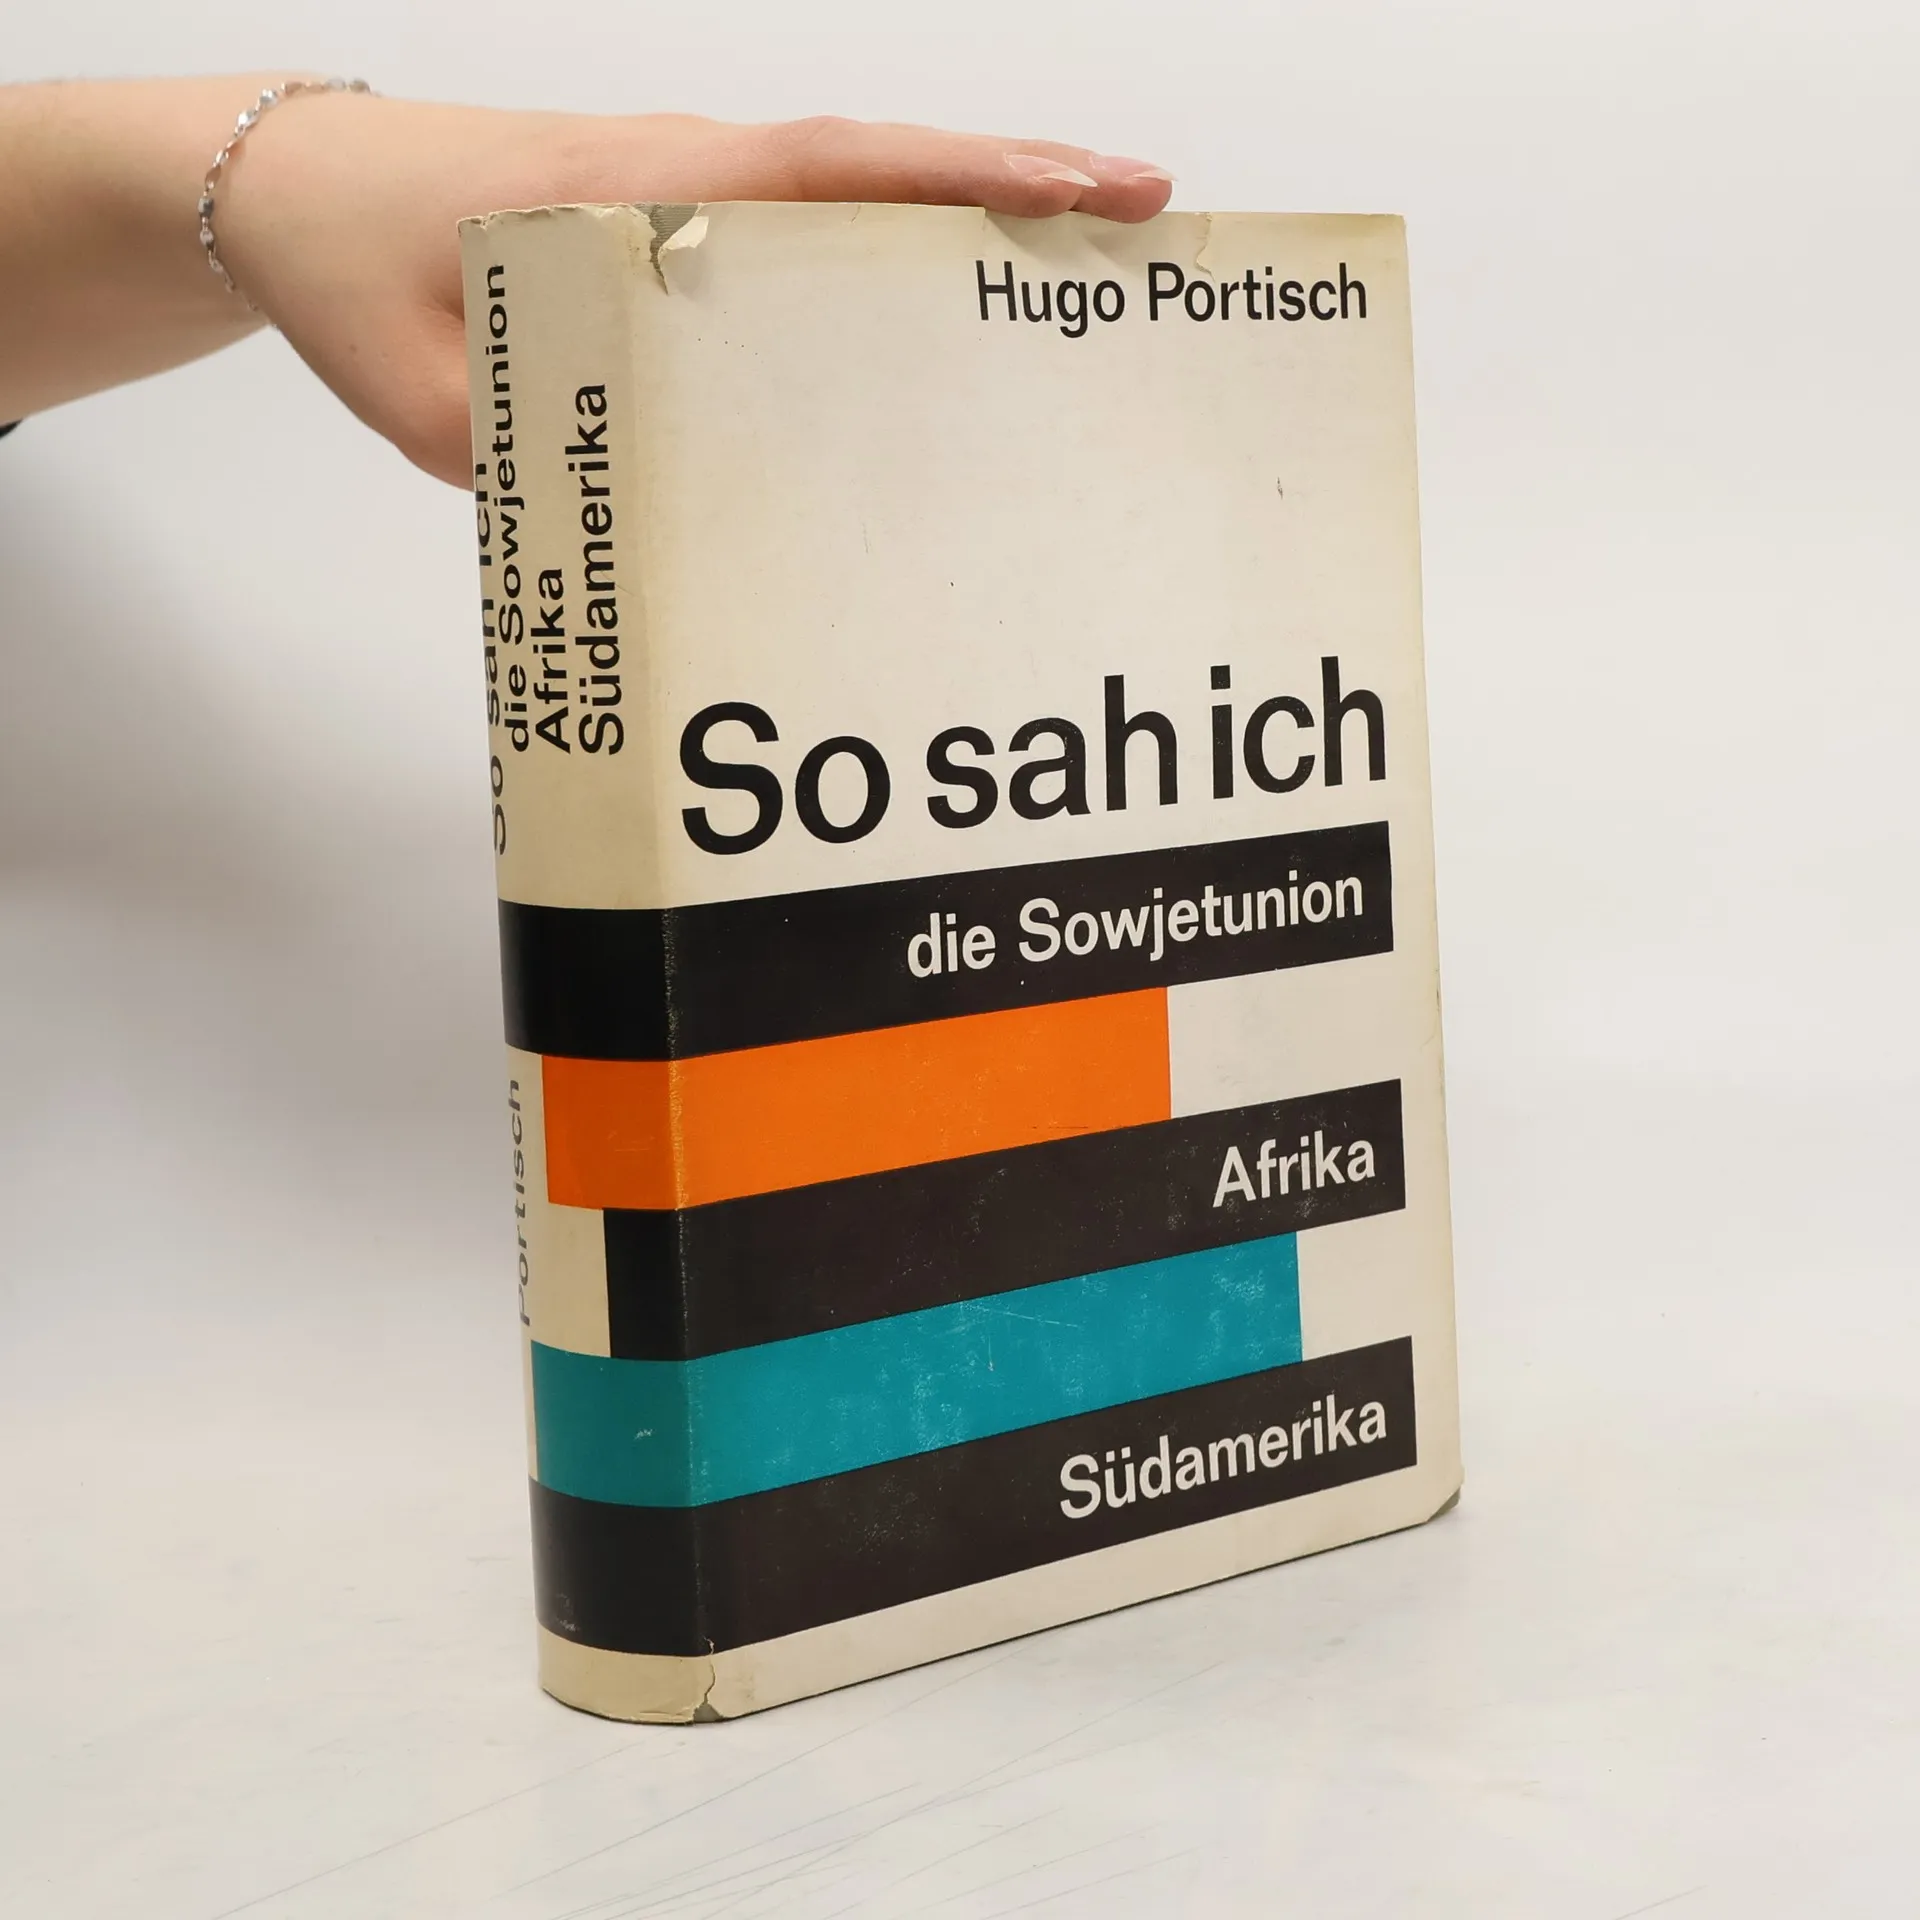 So sah ich
die Sowjetunion
Afrika
Südamerika
Portisch
Hugo Portisch
So sah ich
die Sowjetunion
Afrika
Südamerika